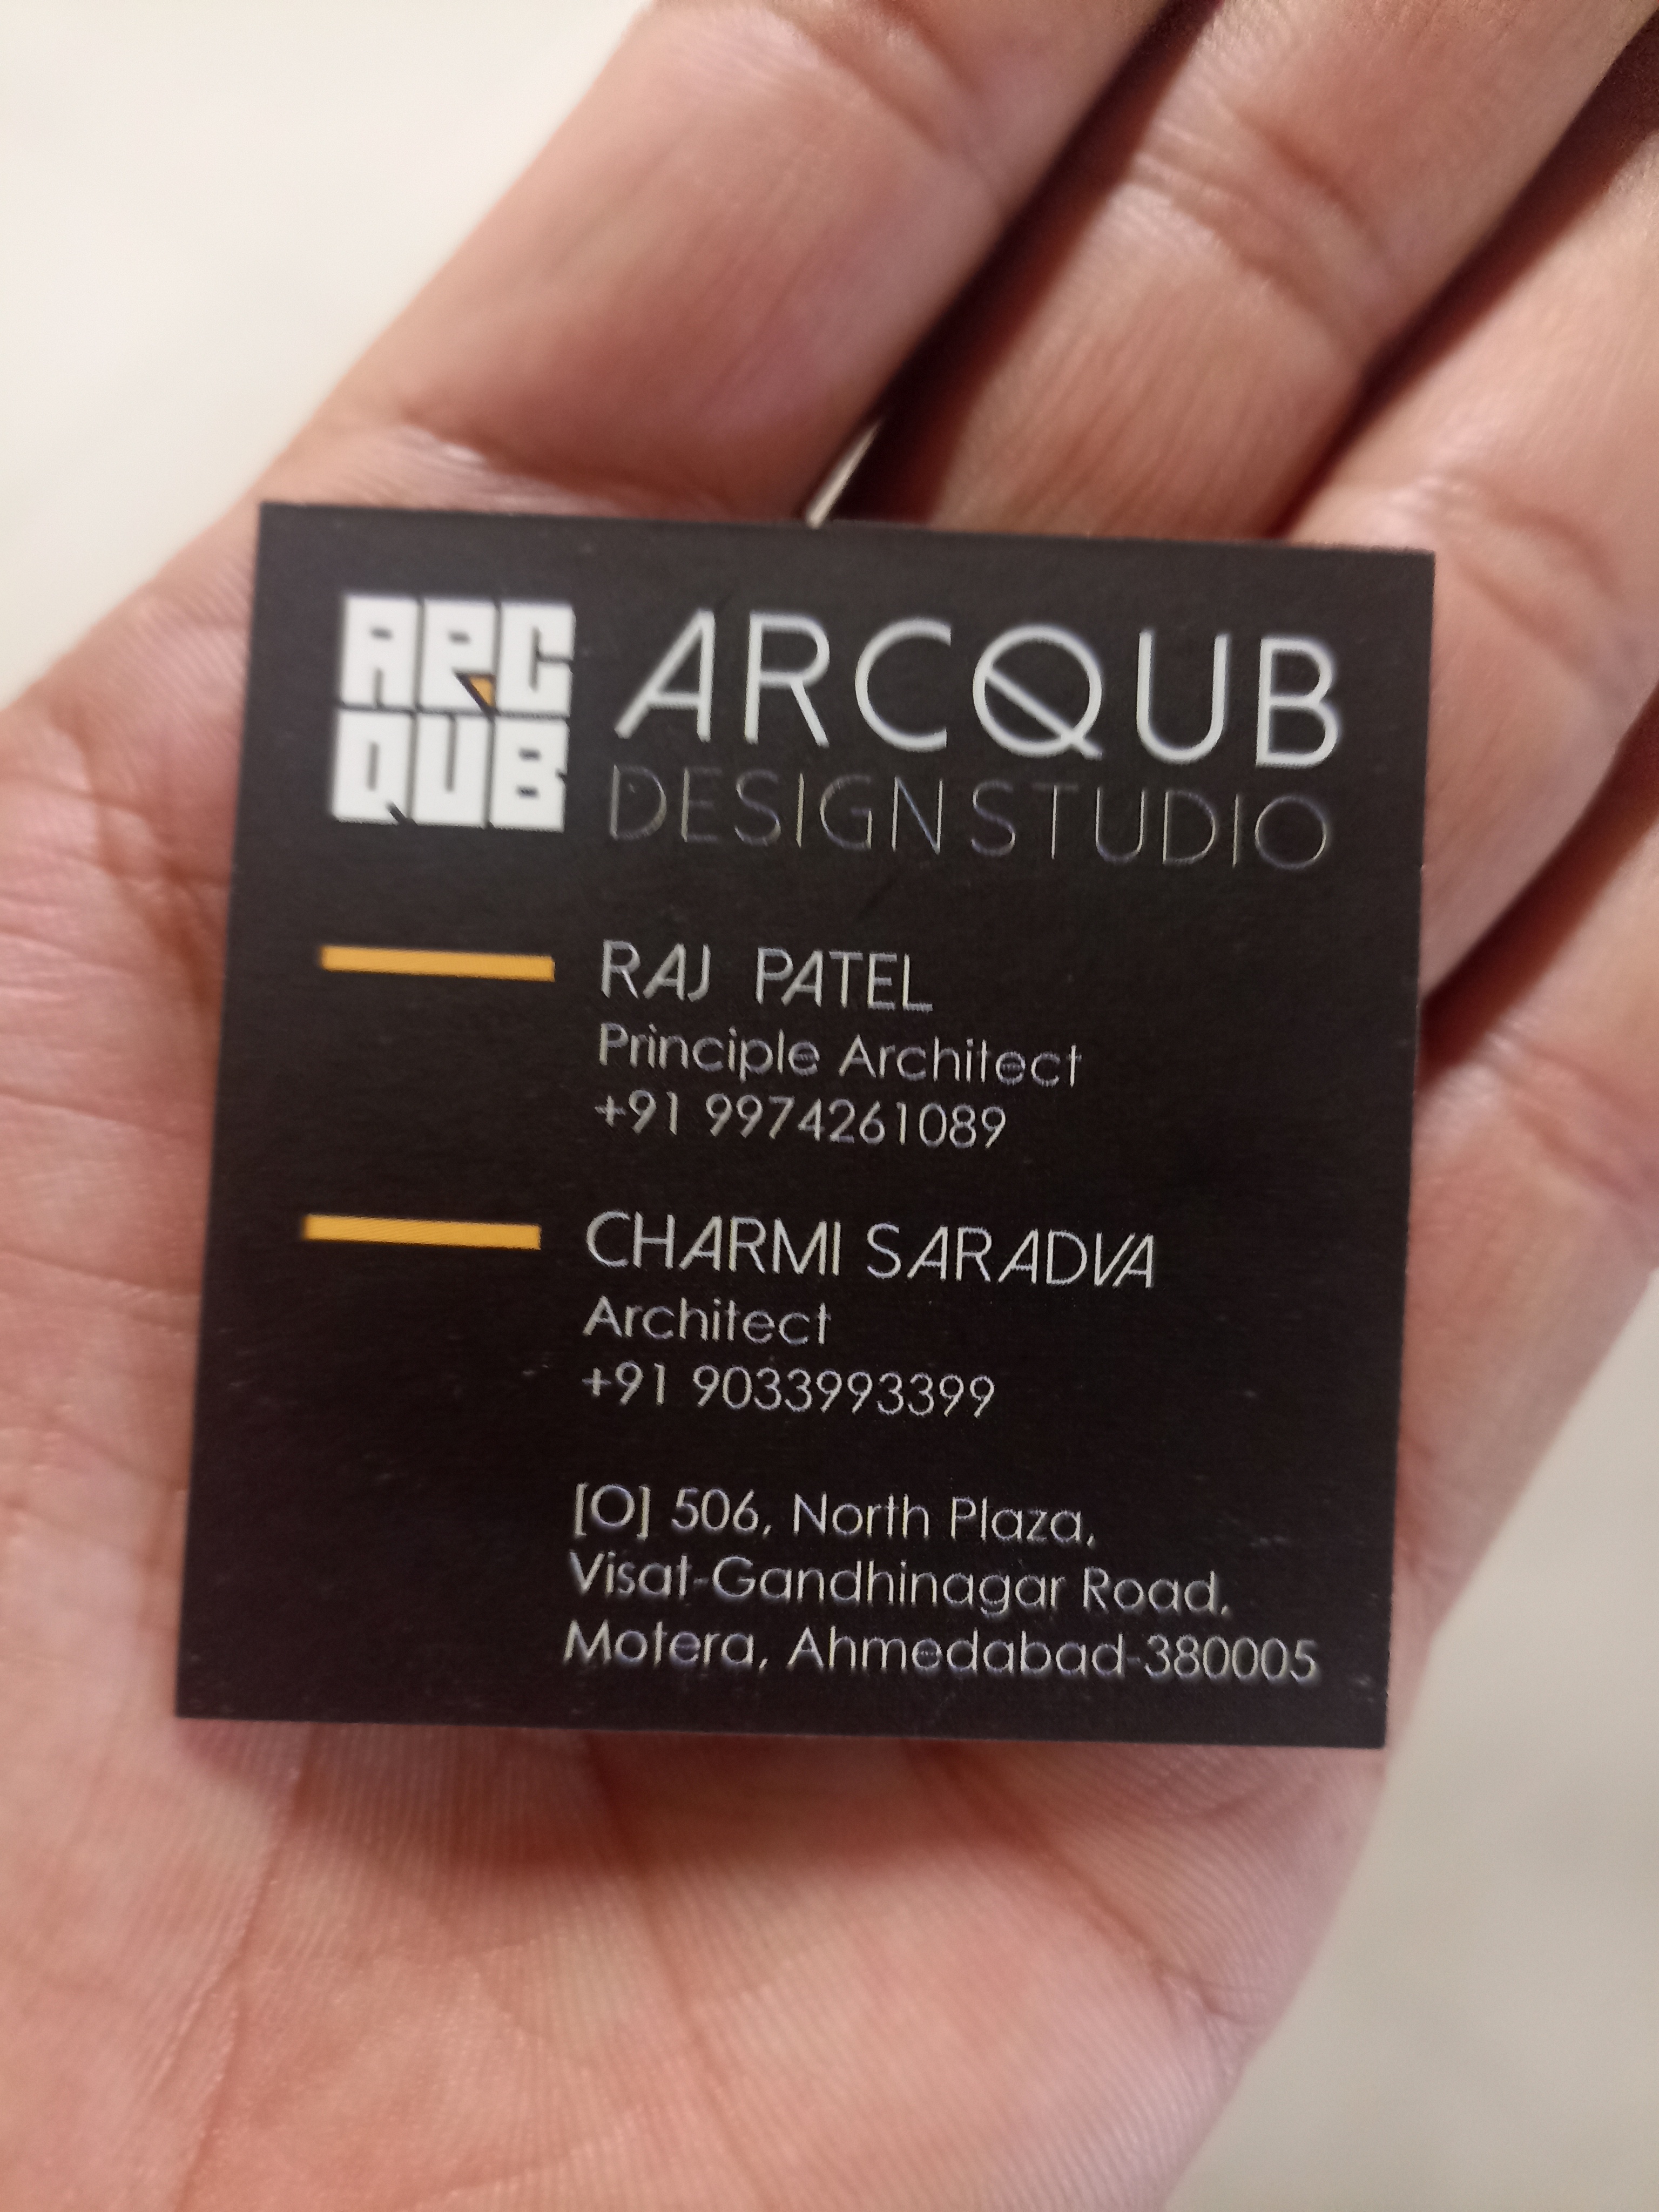 ARC
QUB
ARCQUB
DESIGN STUDIO
RAJ PATEL
Principle Architect
+91 9974261089
CHARMI SARADVA
Architect
+91 9033993399
[O] 506, North Plaza,
Visat-Gandhinagar Road,
Motera, Ahmedabad-380005